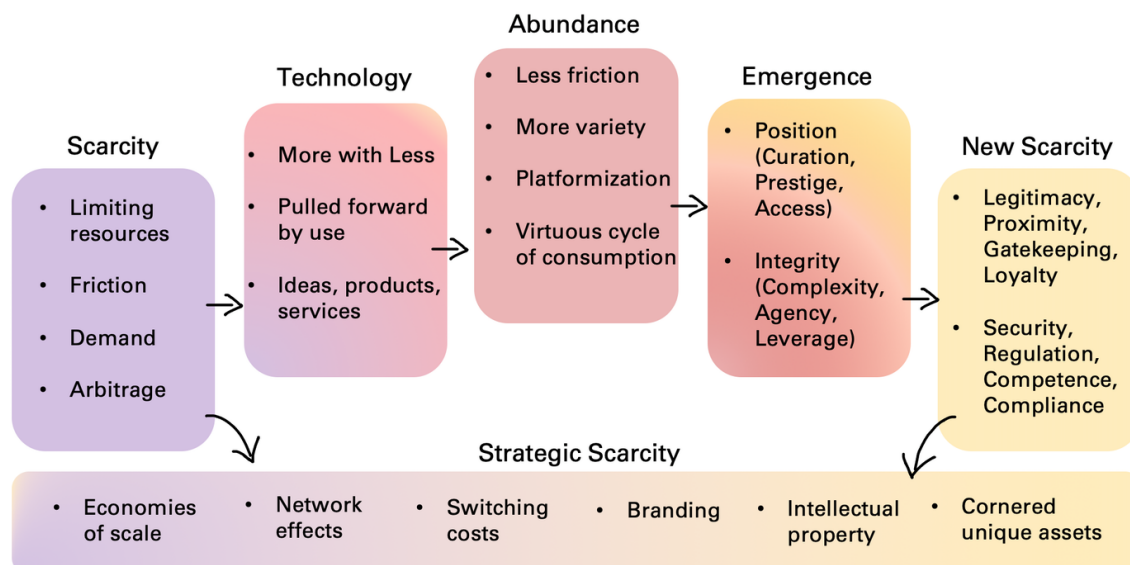 Scarcity
• Limiting
resources
• Friction
• Demand
• Arbitrage
Technology
• More with Less
• Pulled forward
by use
• Ideas, products,
services
Abundance
• Less friction
• More variety
• Platformization
• Virtuous cycle
of consumption
Emergence
• Position
(Curation,
Prestige,
Access)
• Integrity
(Complexity,
Agency,
Leverage)
New Scarcity
• Legitimacy,
Proximity,
Gatekeeping,
Loyalty
• Security,
Regulation,
Competence,
Compliance
Strategic Scarcity
• Economies
of scale
• Network
effects
• Switching
costs
• Branding
• Intellectual
property
• Cornered
unique assets